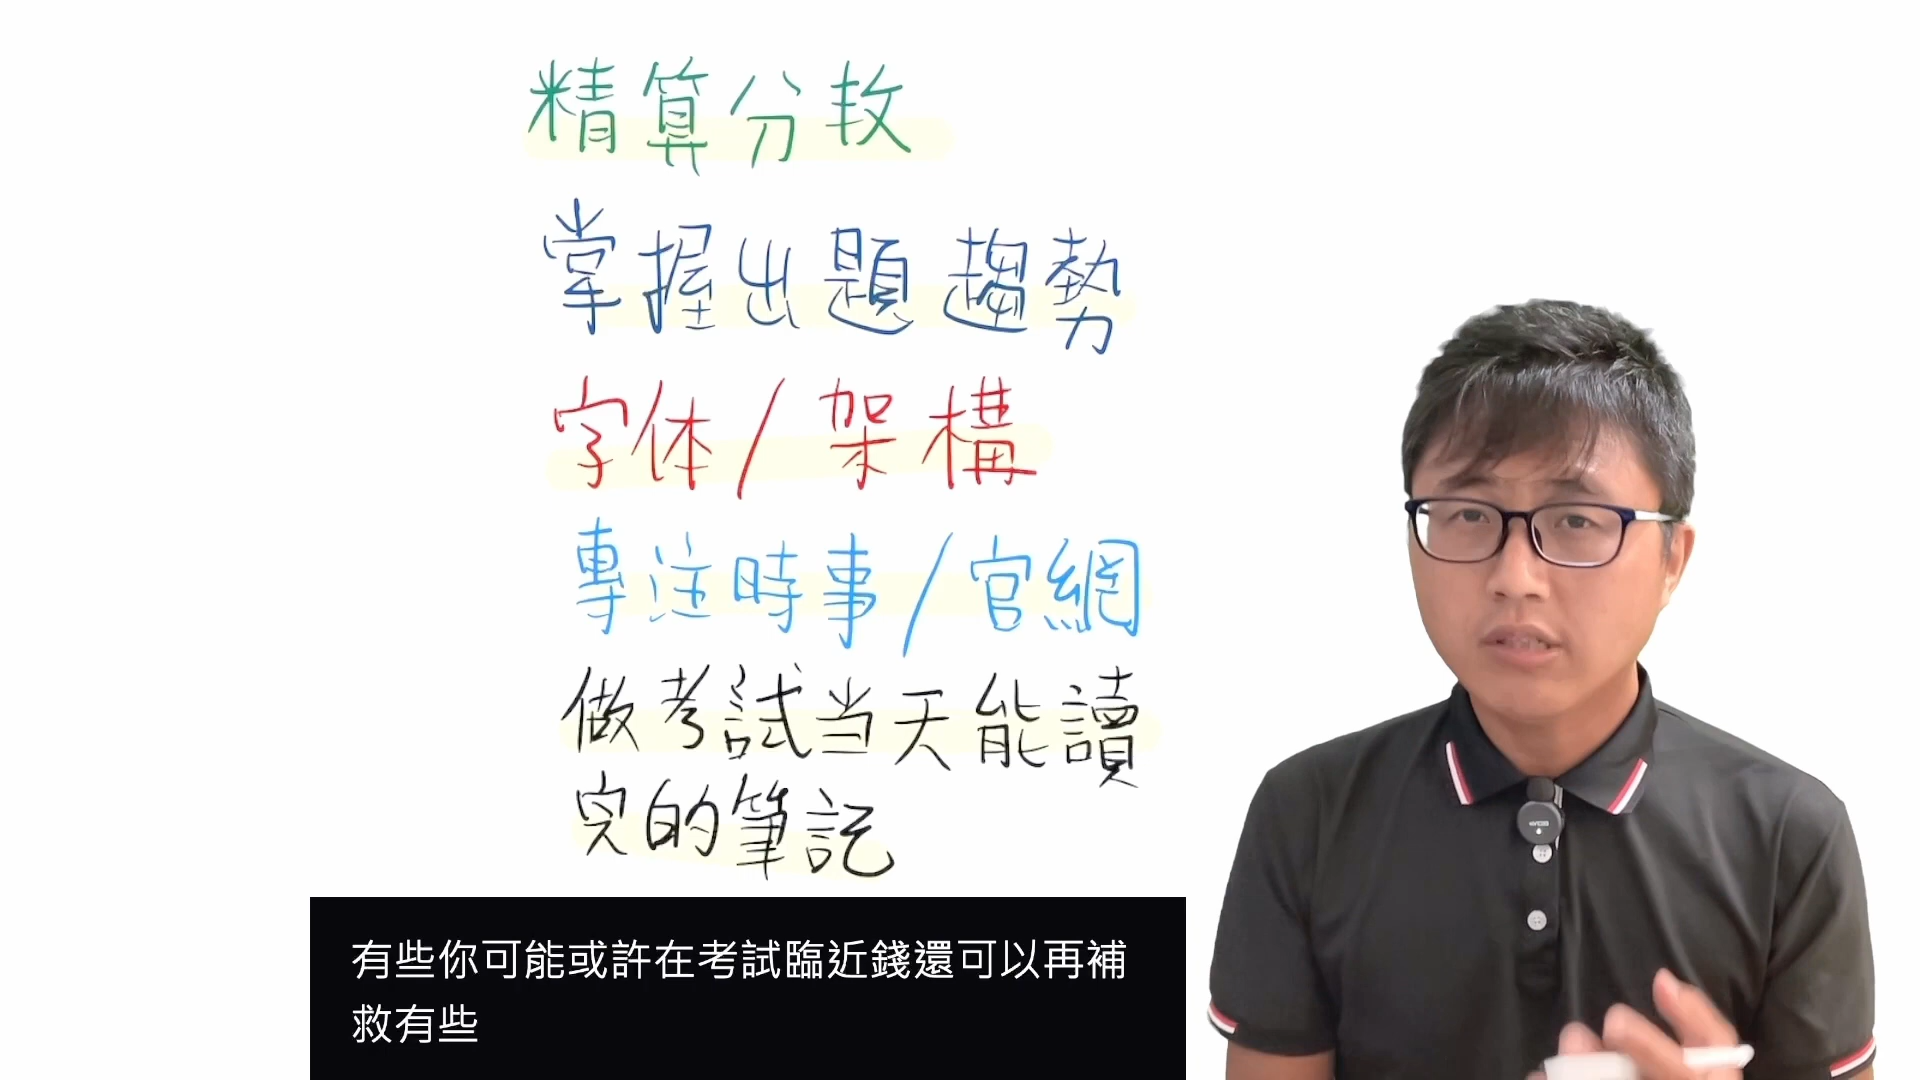 精算分数
掌握出題趨勢
字体/架構
專注時事/官網
做考試当天能讀
完的筆記
有些你可能或許在考試臨近錢還可以再補
救有些